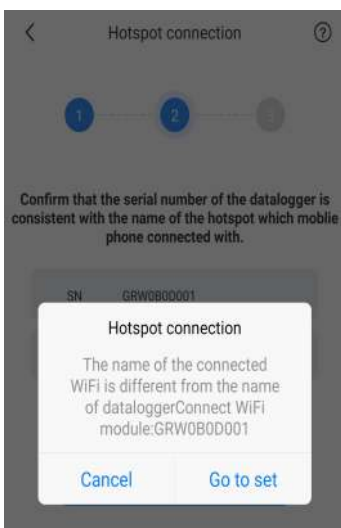 Hotspot connection
1
2
3
Confirm that the serial number of the datalogger is
consistent with the name of the hotspot which moblie
phone connected with.
SN GRW0B0D001
Hotspot connection
The name of the connected
WiFi is different from the name
of dataloggerConnect WiFi
module:GRW0B0D001
Cancel Go to set